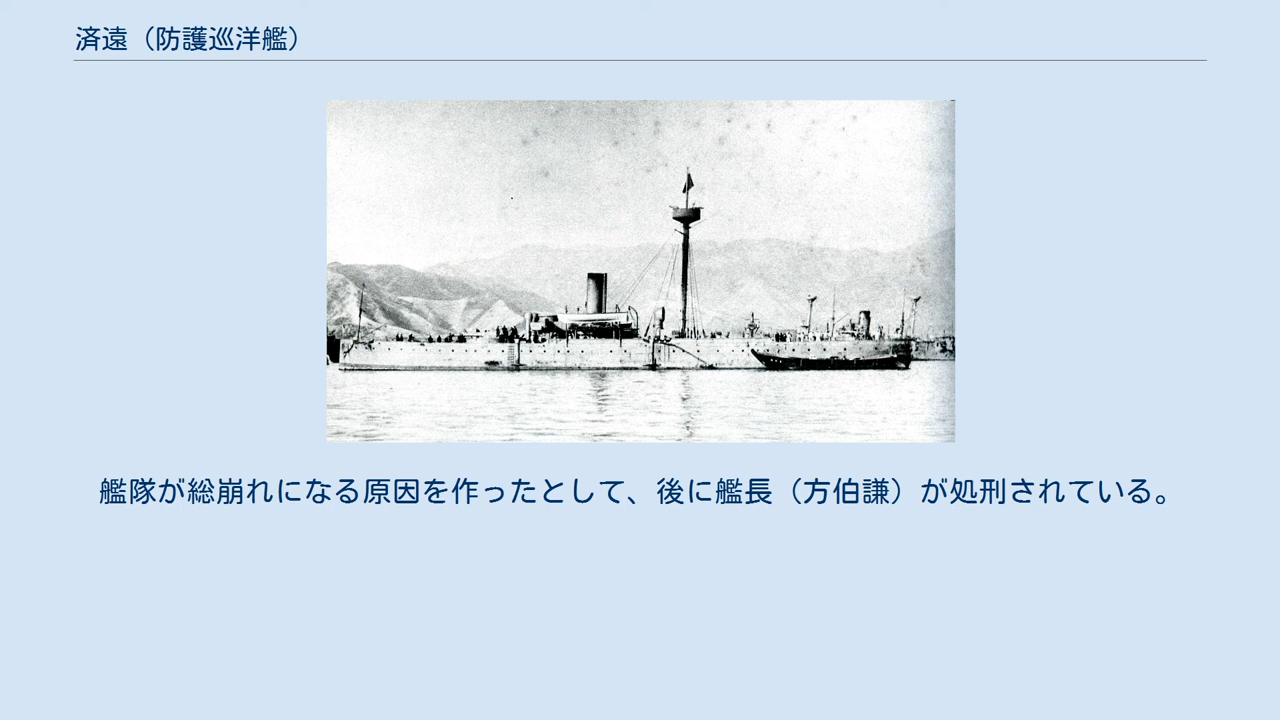 済遠（防護巡洋艦）
艦隊が総崩れになる原因を作ったとして、後に艦長（方伯謙）が処刑されている。